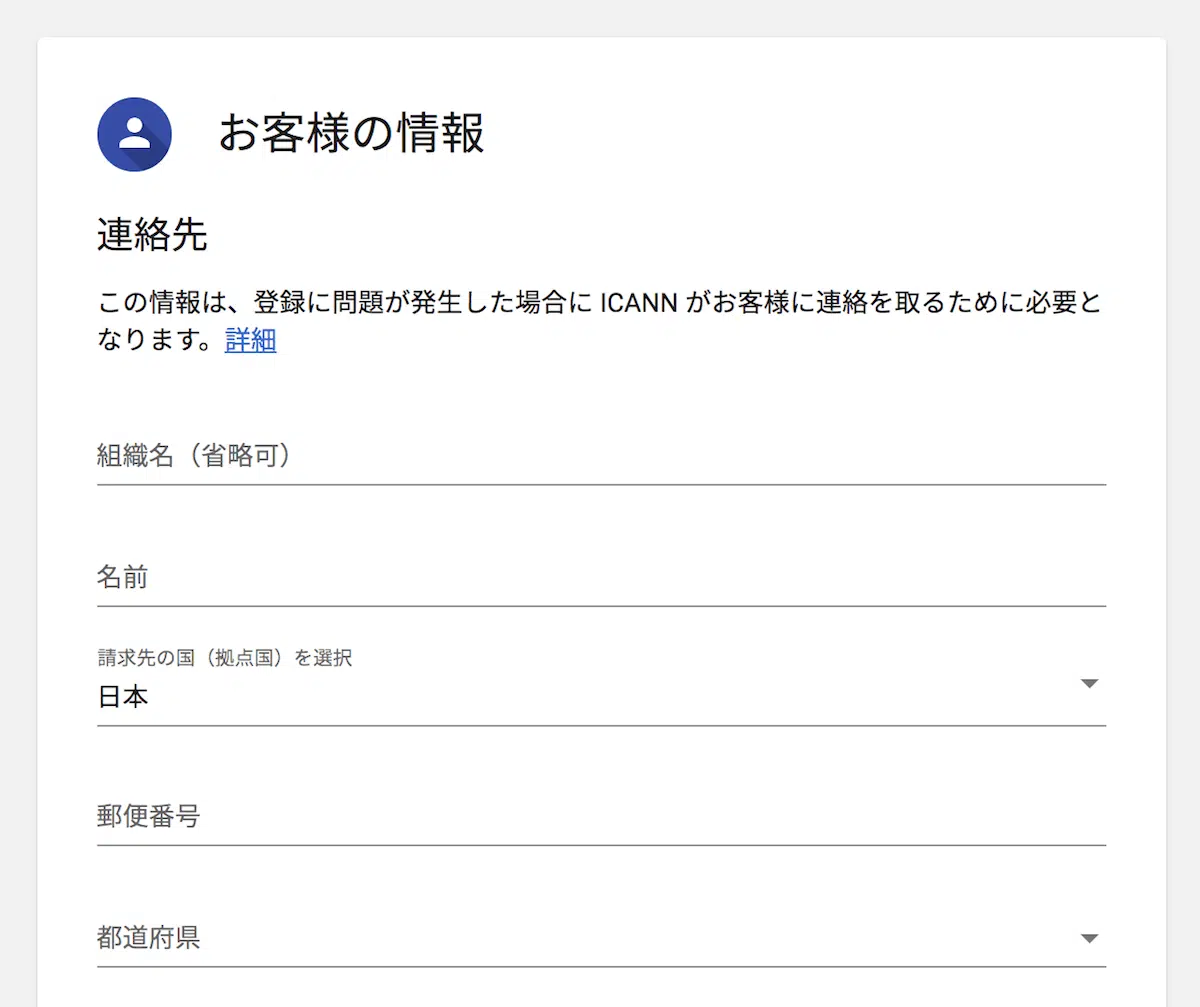 お客様の情報
連絡先
この情報は、登録に問題が発生した場合に ICANN がお客様に連絡を取るために必要と
なります。詳細
組織名（省略可）
名前
請求先の国（拠点国）を選択
日本
郵便番号
都道府県